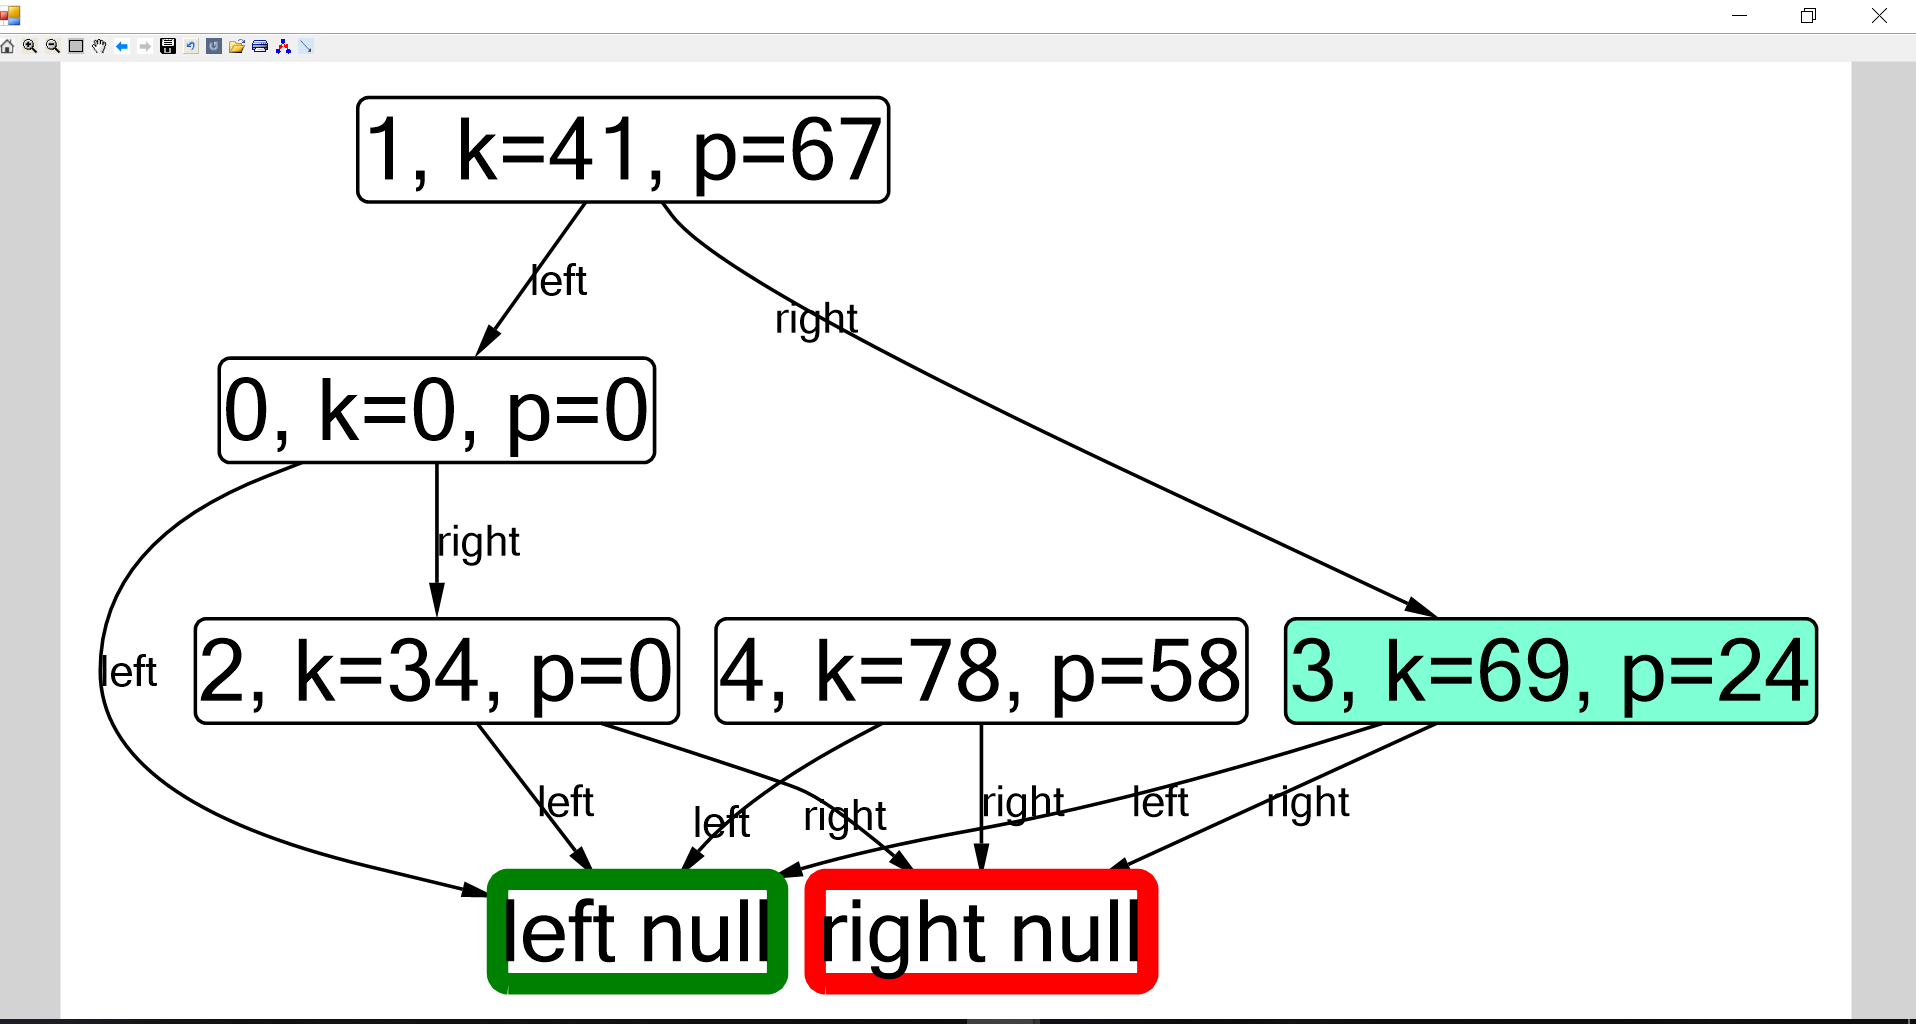 1, k=41, p=67
left
right
0, k=0, p=0
right
left
2, k=34, p=0
4, k=78, p=58
3, k=69, p=24
left
left
right
right
left
right
left null
right null